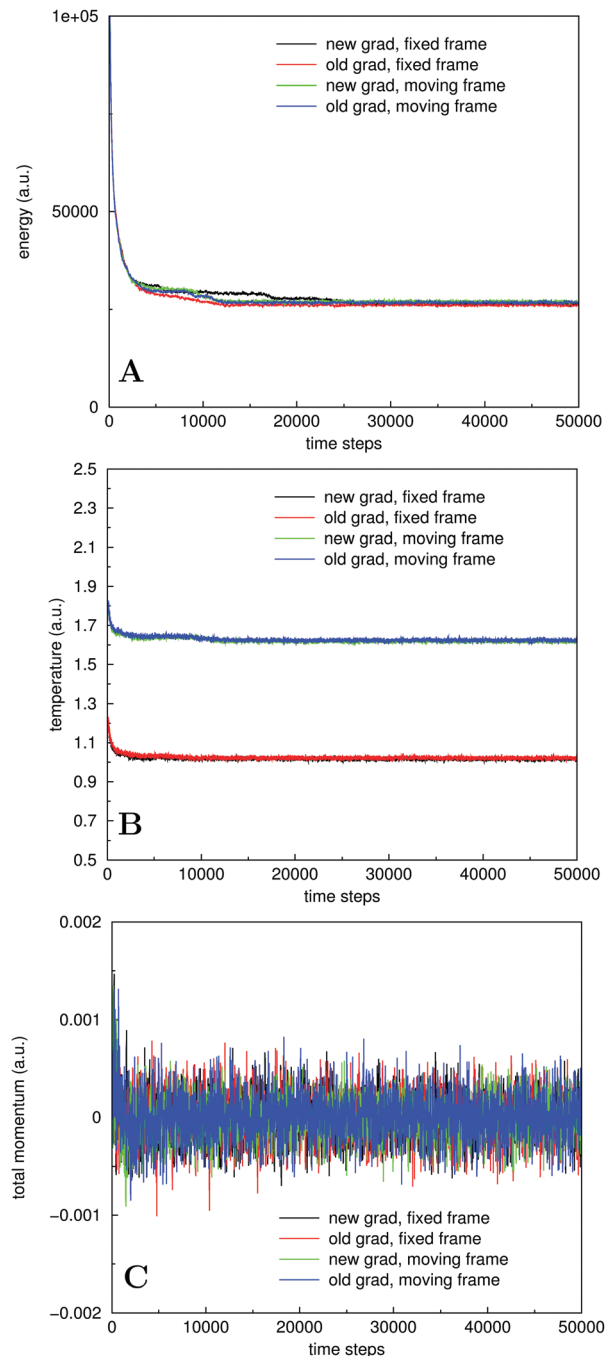 1e+05
new grad, fixed frame
old grad, fixed frame
new grad, moving frame
old grad, moving frame
energy (a.u.)
50000
A
0
0 10000 20000 30000 40000 50000
time steps
2.5
new grad, fixed frame
2.3
old grad, fixed frame
new grad, moving frame
2.1
old grad, moving frame
1.9
temperature (a.u.)
1.7
1.5
1.3
1.1
0.9
B
0.7
0.5
0 10000 20000 30000 40000 50000
time steps
0.002
0.001
total momentum (a.u.)
0
−0.001
new grad, fixed frame
old grad, fixed frame
new grad, moving frame
C
old grad, moving frame
−0.002
0 10000 20000 30000 40000 50000
time steps